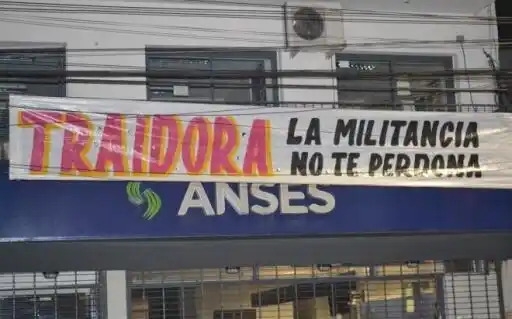 TRAIDORA LA MILITANCIA
NO TE PERDONA
ANSES